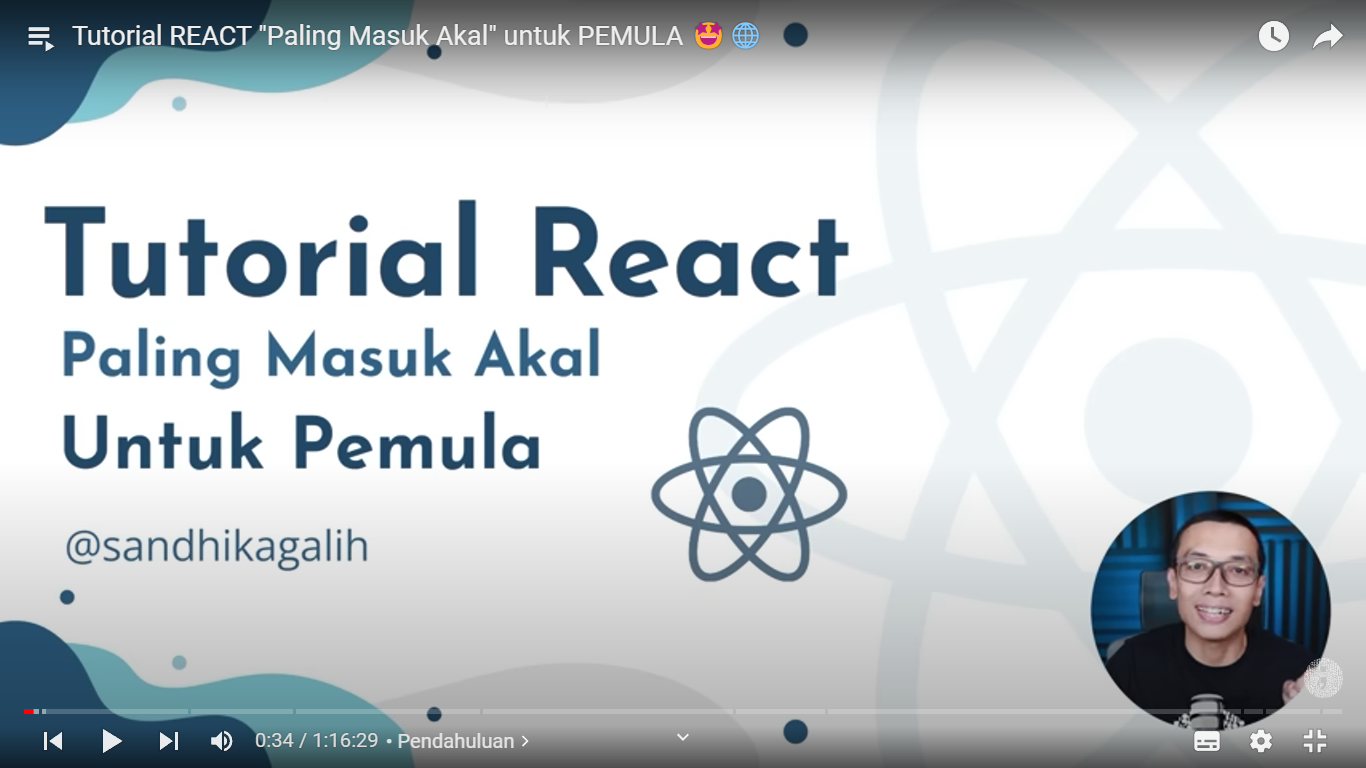 Tutorial REACT "Paling Masuk Akal" untuk PEMULA 🤩 🌐
Tutorial React
Paling Masuk Akal
Untuk Pemula
@sandhikagalih
0:34 / 1:16:29 • Pendahuluan